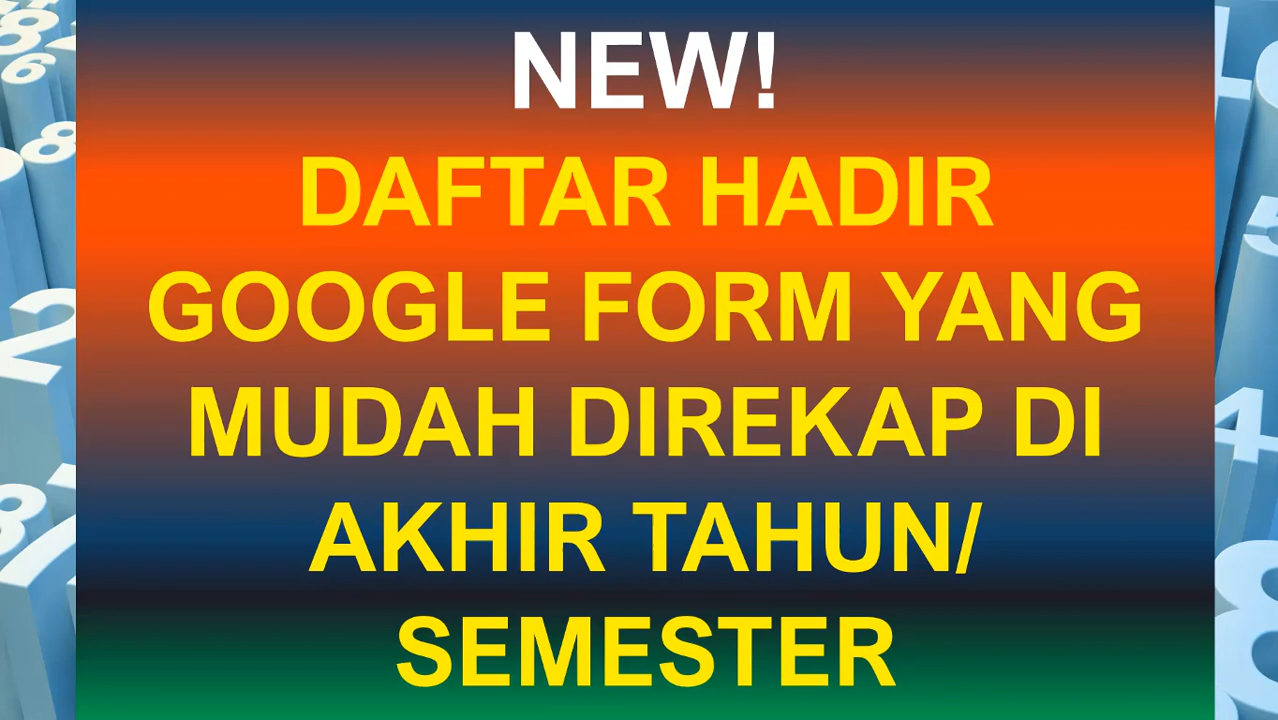 NEW!
DAFTAR HADIR
GOOGLE FORM YANG
MUDAH DIREKAP DI
AKHIR TAHUN/
SEMESTER